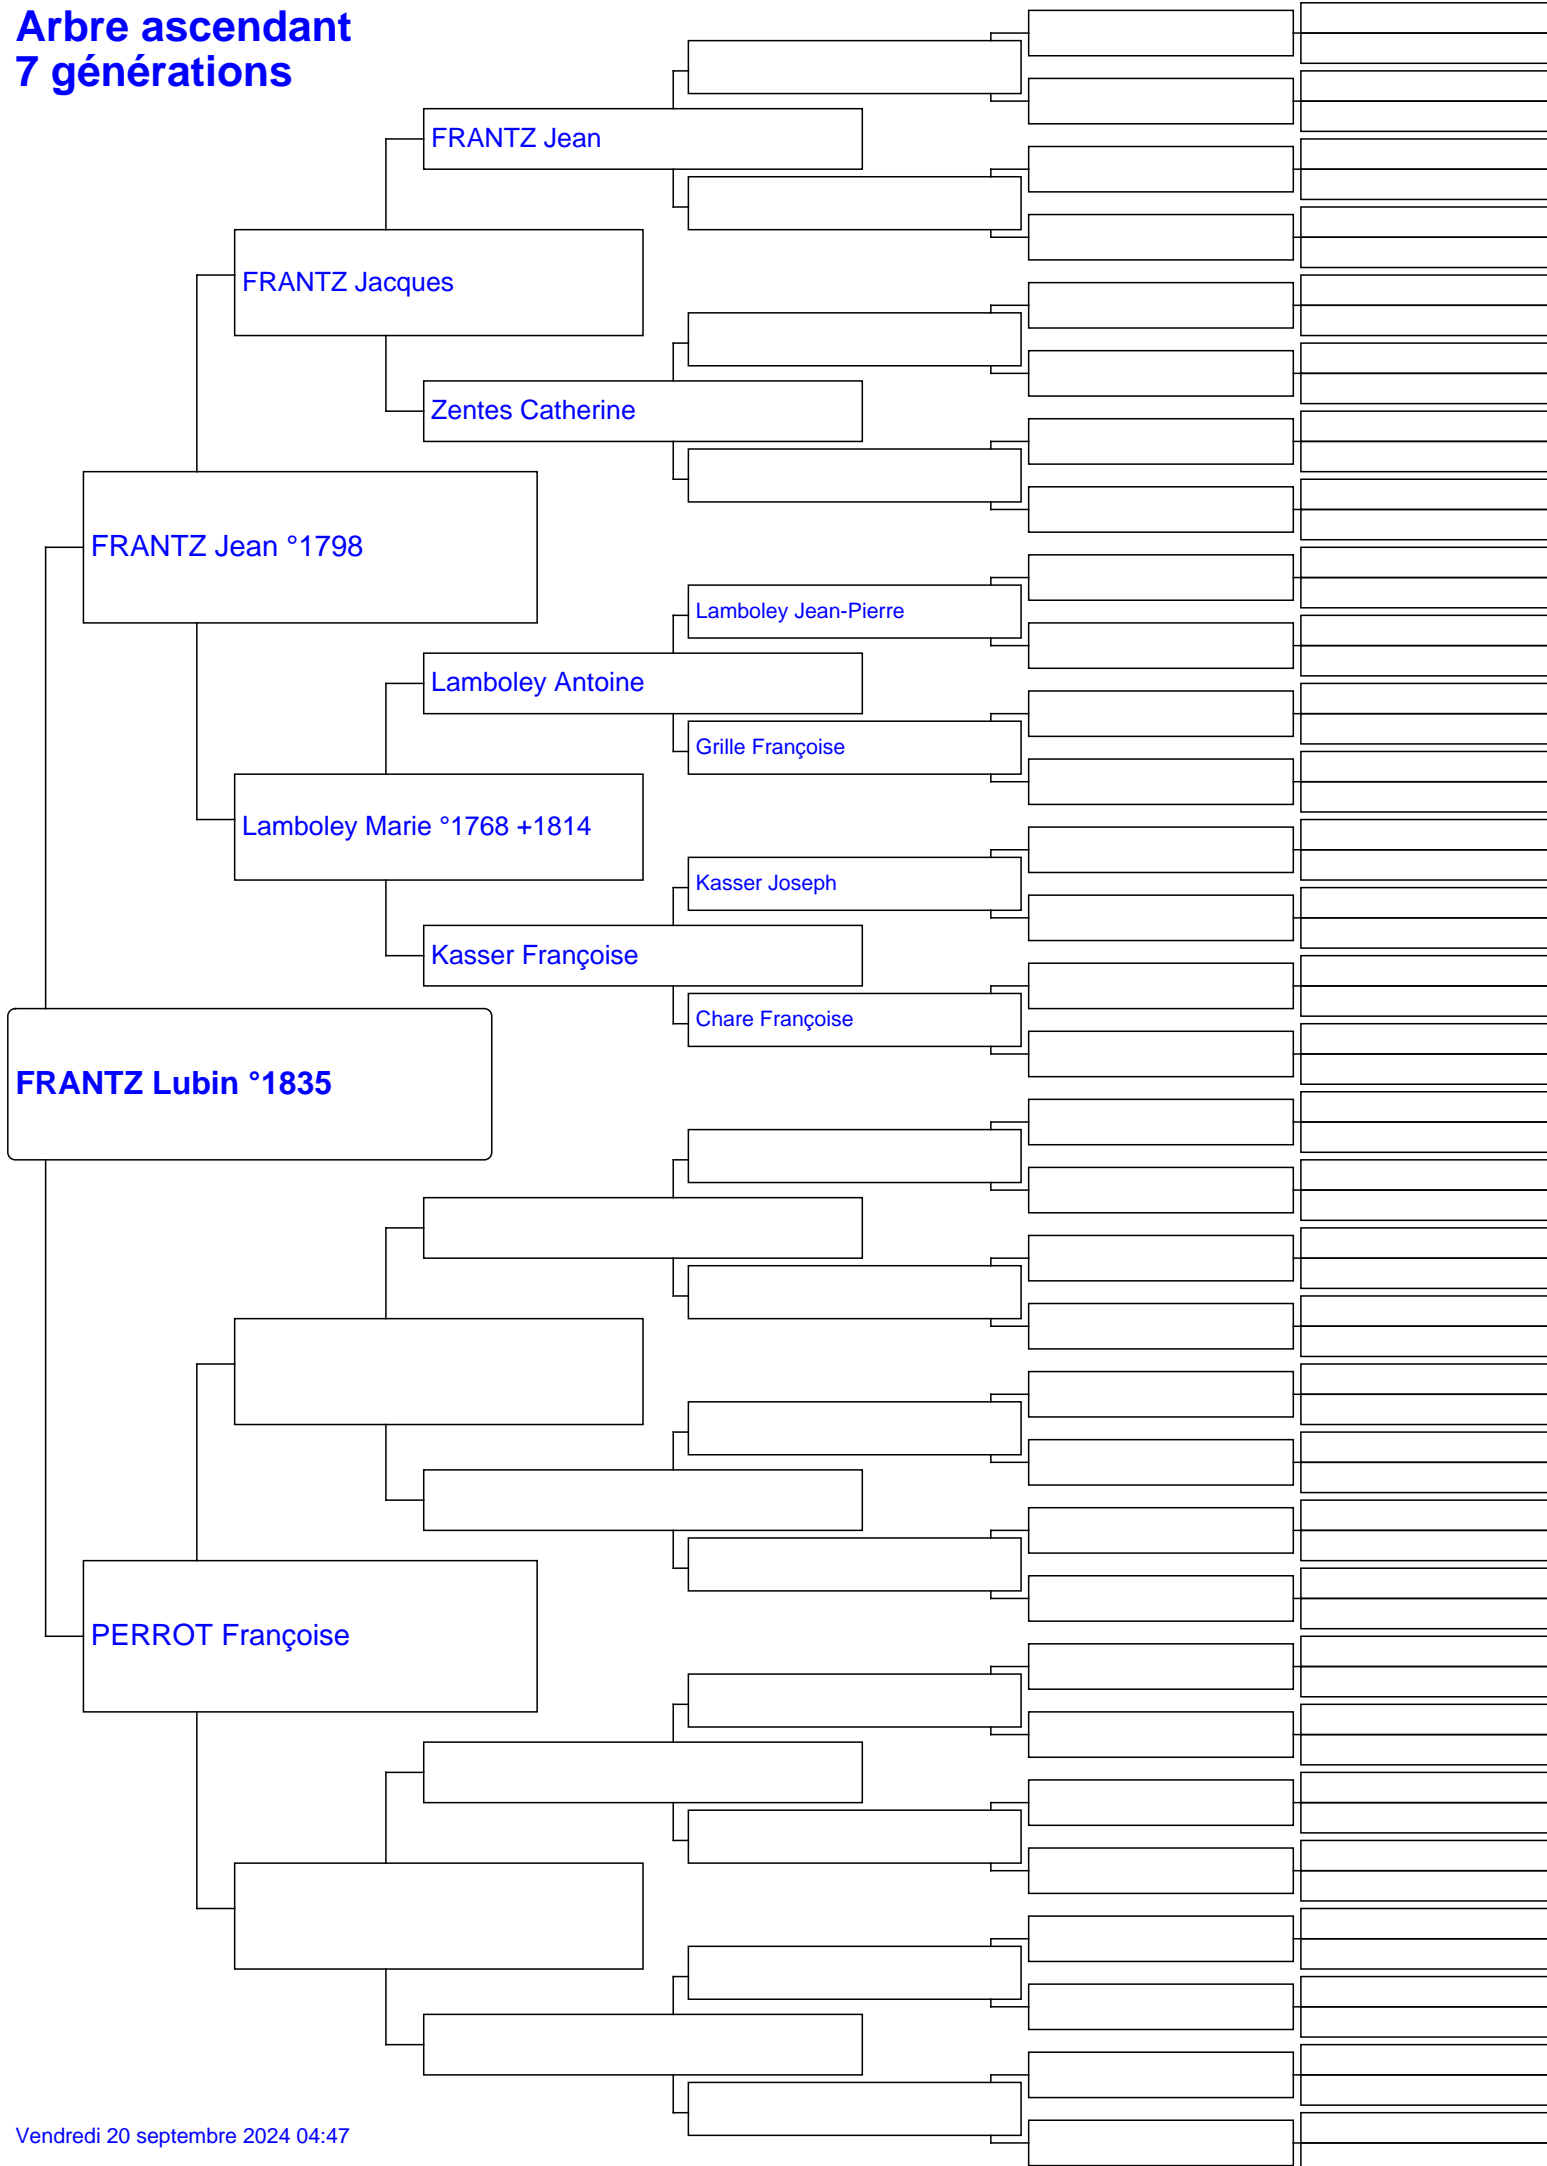 Arbre ascendant
7 générations
FRANTZ Jean
FRANTZ Jacques
Zentes Catherine
FRANTZ Jean °1798
Lamboley Jean-Pierre
Lamboley Antoine
Grille Françoise
Lamboley Marie °1768 +1814
Kasser Joseph
Kasser Françoise
Chare Françoise
FRANTZ Lubin °1835
PERROT Françoise
Vendredi 20 septembre 2024 04:47